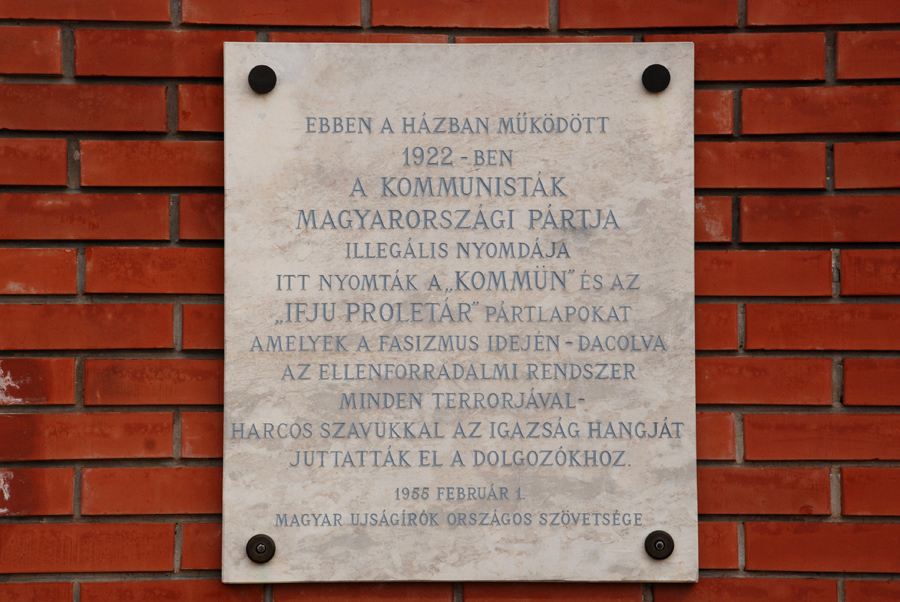 EBBEN A HÁZBAN MŰKÖDÖTT
1922-BEN
A KOMMUNISTÁK
MAGYARORSZÁGI PÁRTJA
ILLEGÁLIS NYOMDÁJA
ITT NYOMTÁK A „KOMMÜN” ÉS AZ
„IFJU PROLETÁR” PÁRTLAPOKAT
AMELYEK A FASIZMUS IDEJÉN-DACOLVA
AZ ELLENFORRADALMI RENDSZER
MINDEN TERRORJÁVAL-
HARCOS SZAVUKKAL AZ IGAZSÁG HANGJÁT
JUTTATTÁK EL A DOLGOZÓKHOZ.
1955 FEBRUÁR 1.
MAGYAR UJSÁGÍRÓK ORSZÁGOS SZÖVETSÉGE